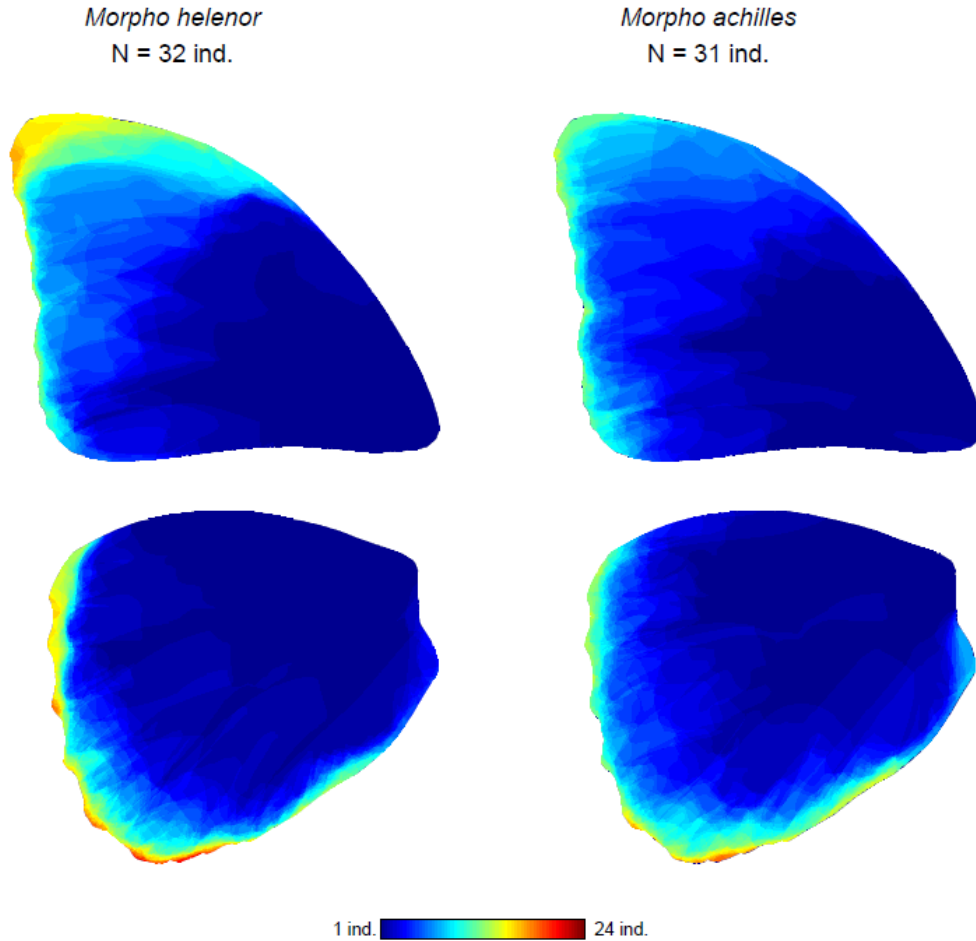 Morpho helenor
N = 32 ind.
Morpho achilles
N = 31 ind.
1 ind.
24 ind.